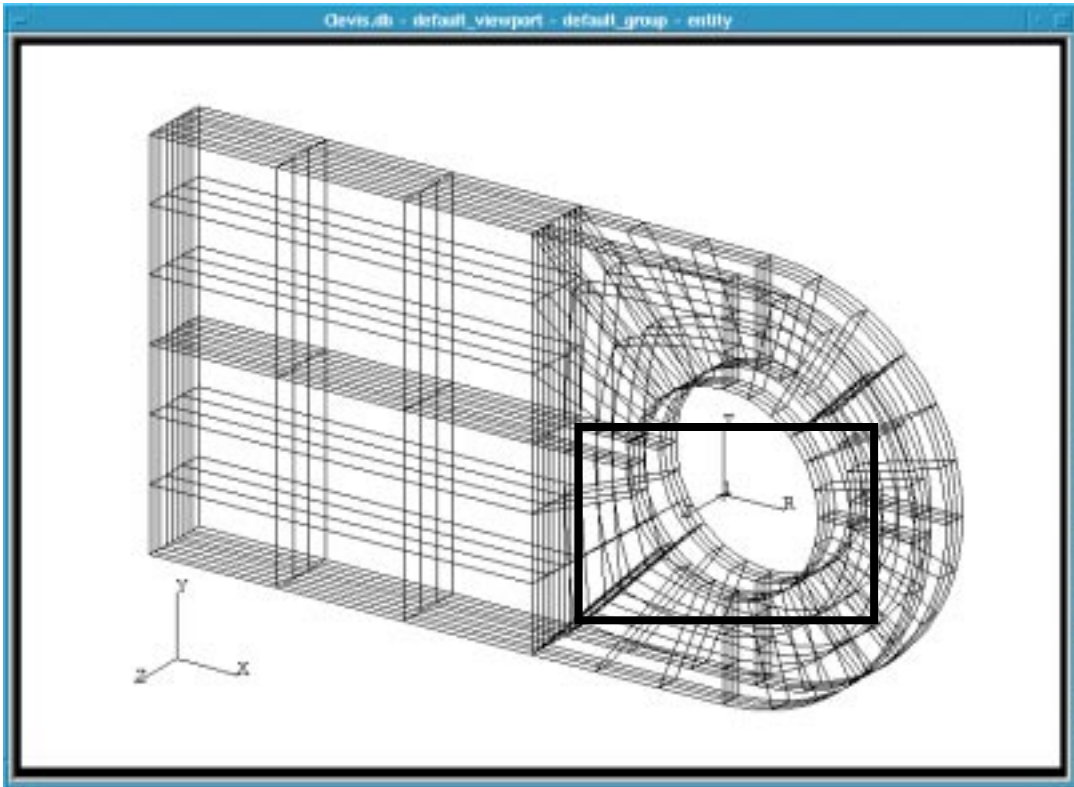 Clevis.db - default_viewport - default_group - entity
T
R
Z
Y
X
Z